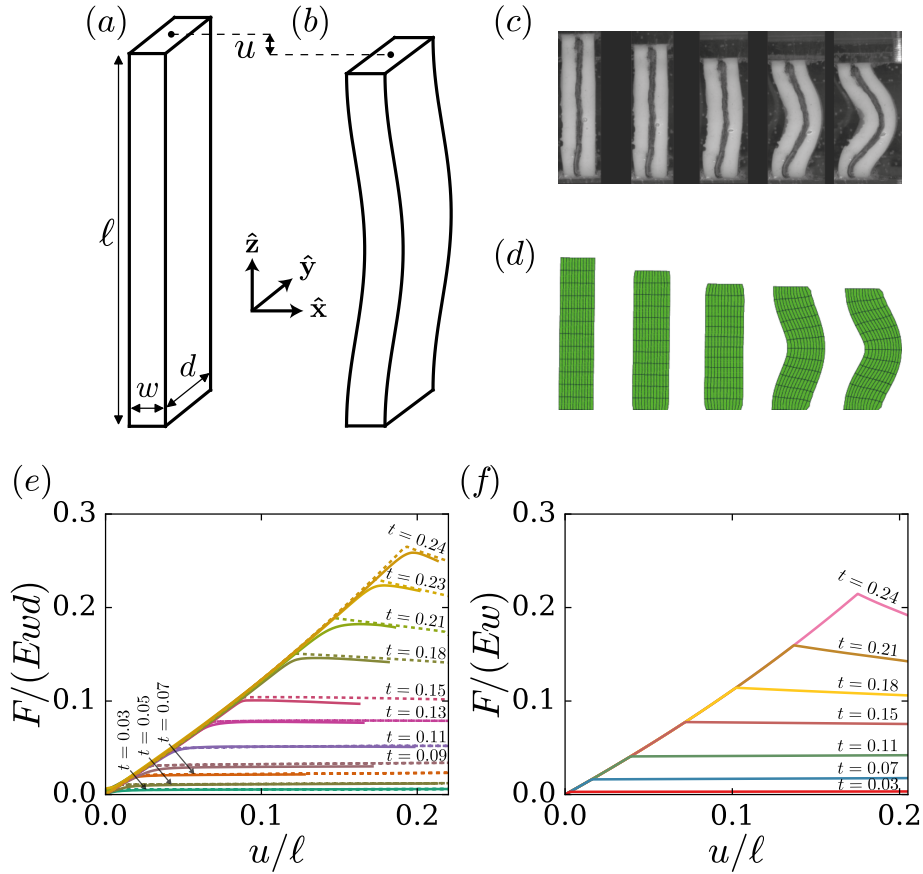 (a)
u
(b)
(c)
ℓ
ẑ
ŷ
x̂
w
d
(d)
(e)
F/(Ewd)
0.3
0.2
0.1
0.0
0.0
0.1
0.2
u/ℓ
t = 0.03
t = 0.05
t = 0.07
t = 0.24
t = 0.23
t = 0.21
t = 0.18
t = 0.15
t = 0.13
t = 0.11
t = 0.09
(f)
F/(Ew)
0.3
0.2
0.1
0.0
0.0
0.1
0.2
u/ℓ
t = 0.24
t = 0.21
t = 0.18
t = 0.15
t = 0.11
t = 0.07
t = 0.03